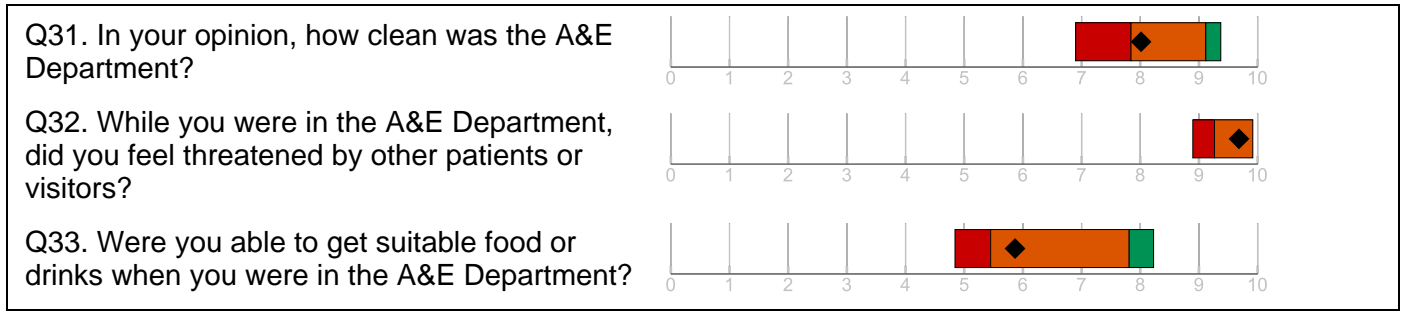 Q31. In your opinion, how clean was the A&E
Department?
0 1 2 3 4 5 6 7 8 9 10
Q32. While you were in the A&E Department,
did you feel threatened by other patients or
visitors?
0 1 2 3 4 5 6 7 8 9 10
Q33. Were you able to get suitable food or
drinks when you were in the A&E Department?
0 1 2 3 4 5 6 7 8 9 10